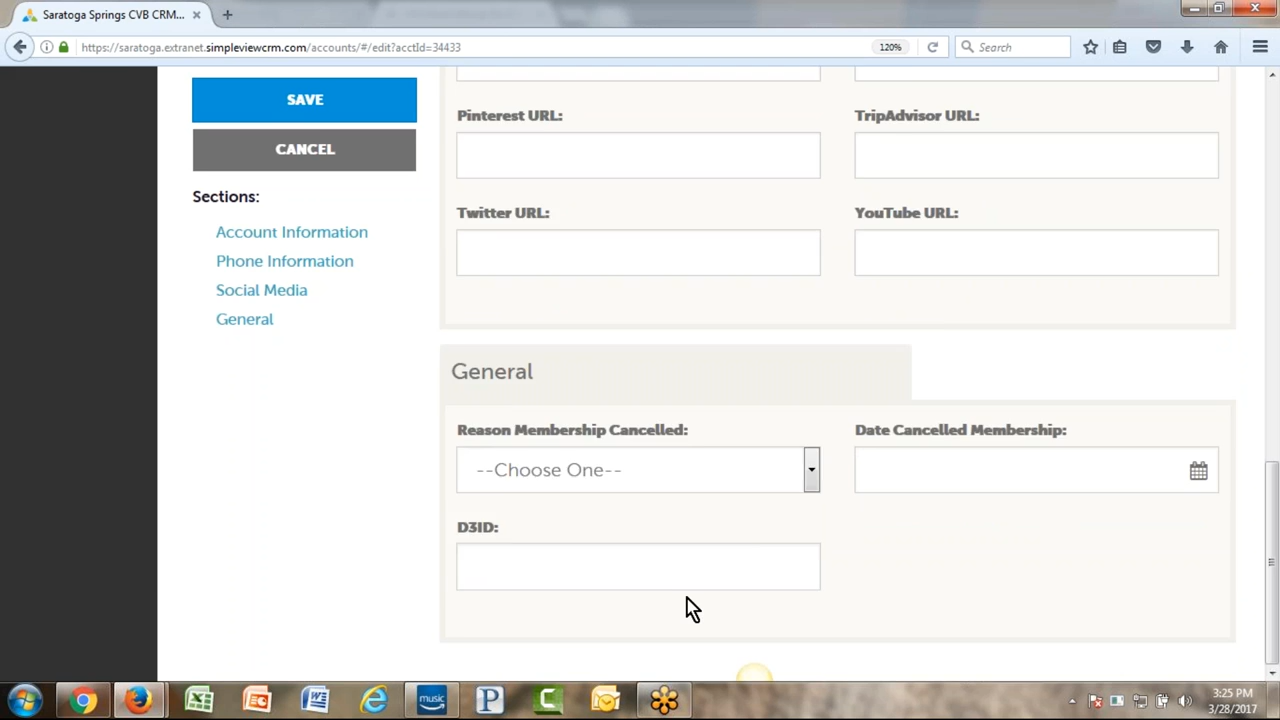 Saratoga Springs CVB CRM...
https://saratoga.extranet.simpleviewcrm.com/accounts/#/edit?acctId=34433
120%
Search
SAVE
CANCEL
Sections:
Account Information
Phone Information
Social Media
General
Pinterest URL:
TripAdvisor URL:
Twitter URL:
YouTube URL:
General
Reason Membership Cancelled:
Date Cancelled Membership:
--Choose One--
D3ID:
music
3:25 PM
3/28/2017